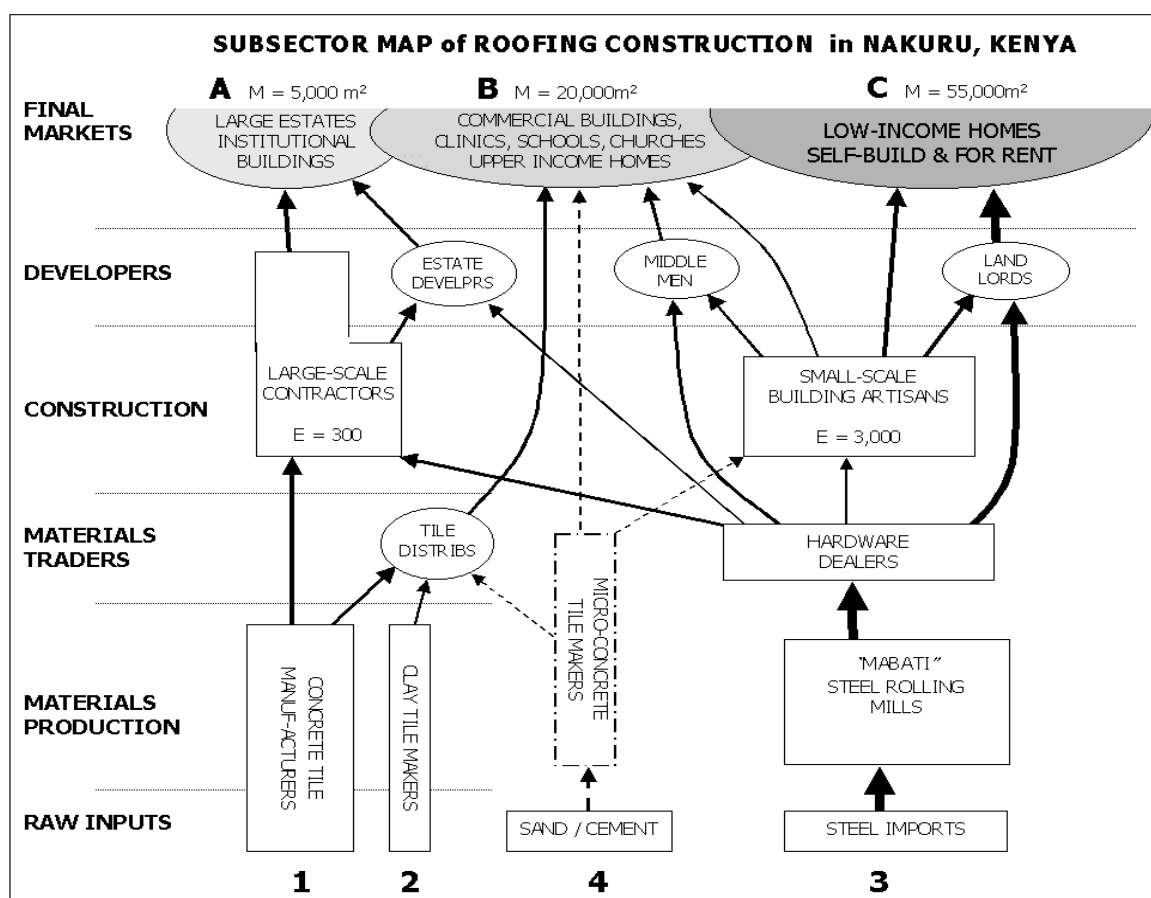 SUBSECTOR MAP of ROOFING CONSTRUCTION in NAKURU, KENYA
A M = 5,000 m²
B M = 20,000m²
C M = 55,000m²
FINAL
MARKETS
LARGE ESTATES
INSTITUTIONAL
BUILDINGS
COMMERCIAL BUILDINGS,
CLINICS, SCHOOLS, CHURCHES
UPPER INCOME HOMES
LOW-INCOME HOMES
SELF-BUILD & FOR RENT
DEVELOPERS
ESTATE
DEVELPRS
MIDDLE
MEN
LAND
LORDS
CONSTRUCTION
LARGE-SCALE
CONTRACTORS
E = 300
SMALL-SCALE
BUILDING ARTISANS
E = 3,000
MATERIALS
TRADERS
TILE
DISTRIBS
HARDWARE
DEALERS
MATERIALS
PRODUCTION
CONCRETE TILE
MANUF-ACTURERS
CLAY TILE MAKERS
MICRO-CONCRETE
TILE MAKERS
"MABATI"
STEEL ROLLING
MILLS
RAW INPUTS
SAND / CEMENT
STEEL IMPORTS
1
2
4
3